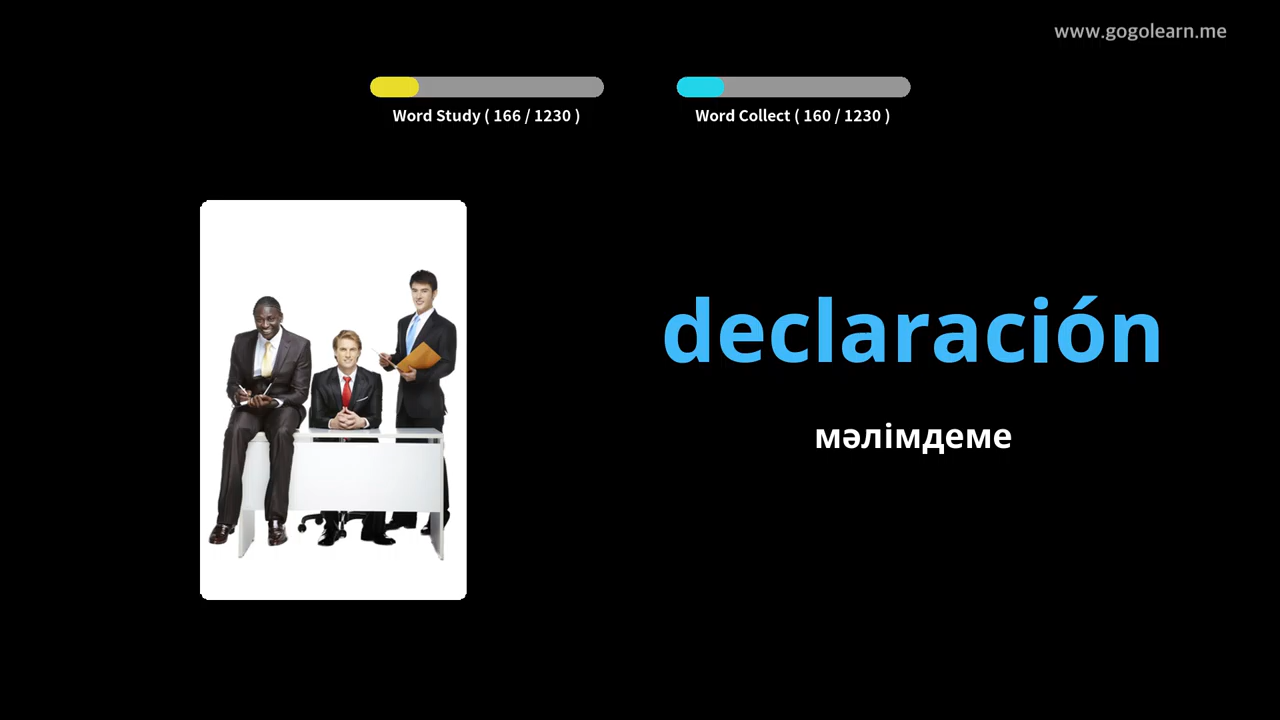 www.gogolearn.me
Word Study ( 166 / 1230 )
Word Collect ( 160 / 1230 )
declaración
мәлімдеме